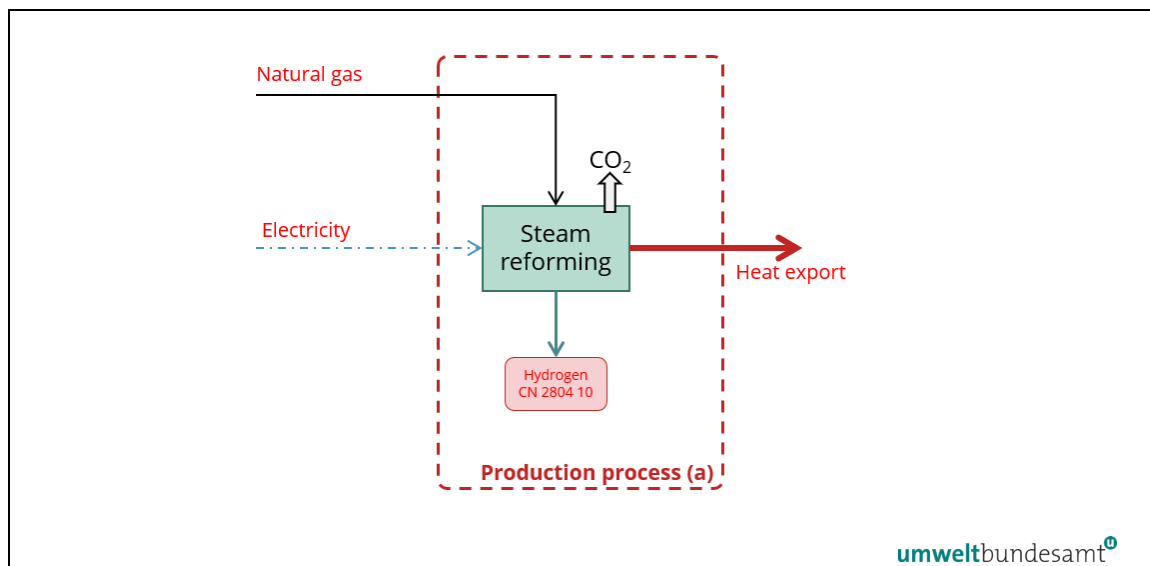 Natural gas
CO₂
Electricity
Steam
reforming
Heat export
Hydrogen
CN 2804 10
Production process (a)
umweltbundesamt u